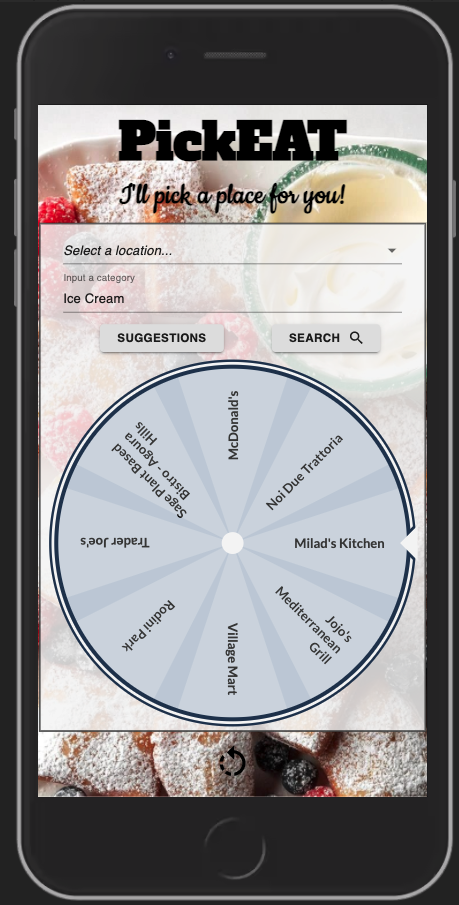 PickEAT
I'll pick a place for you!
Select a location...
Input a category
Ice Cream
SUGGESTIONS
SEARCH
McDonald's
Noi Due Trattoria
Milad's Kitchen
Jojo's
Mediterranean
Grill
Village Mart
Rodini Park
Trader Joe's
Sage Plant Based
Bistro - Agoura
Hills